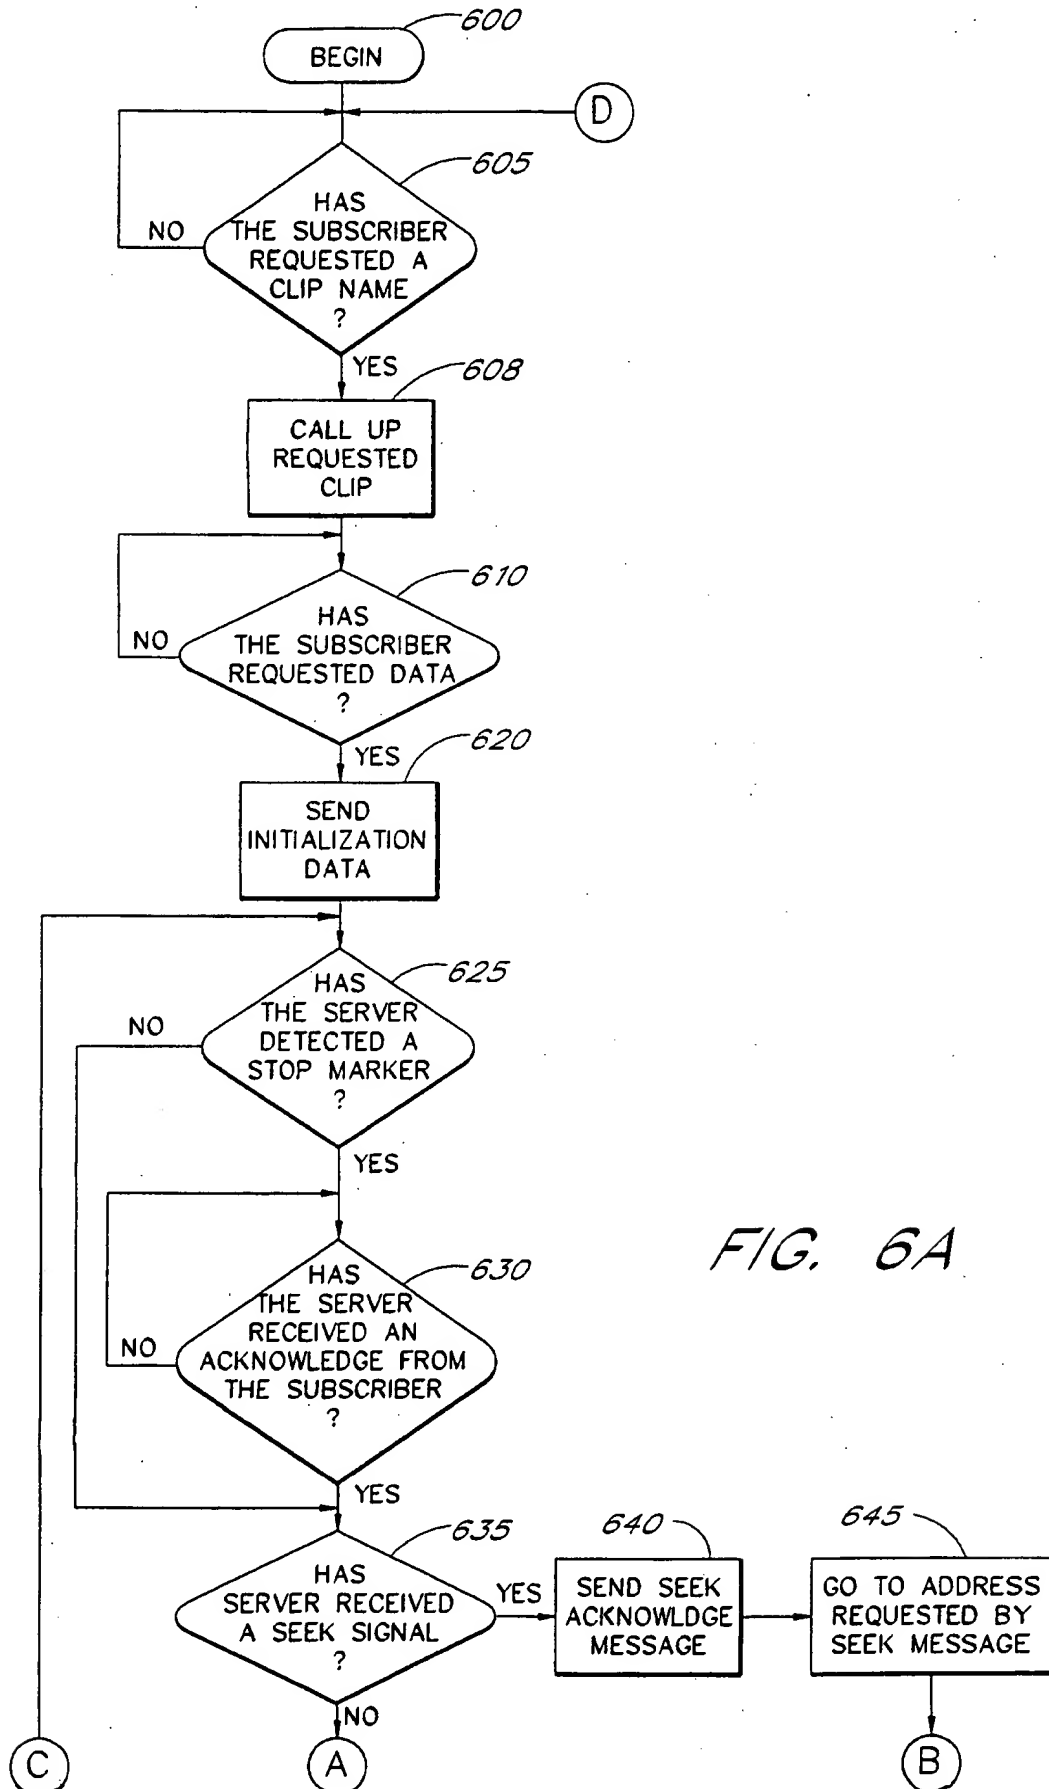 600
BEGIN
D
605
HAS
THE SUBSCRIBER
REQUESTED A
CLIP NAME
?
NO
YES
608
CALL UP
REQUESTED
CLIP
610
HAS
THE SUBSCRIBER
REQUESTED DATA
?
NO
YES
620
SEND
INITIALIZATION
DATA
625
HAS
THE SERVER
DETECTED A
STOP MARKER
?
NO
YES
630
HAS
THE SERVER
RECEIVED AN
ACKNOWLEDGE FROM
THE SUBSCRIBER
?
NO
YES
FIG. 6A
635
HAS
SERVER RECEIVED
A SEEK SIGNAL
?
YES
NO
640
SEND SEEK
ACKNOWLDGE
MESSAGE
645
GO TO ADDRESS
REQUESTED BY
SEEK MESSAGE
C
A
B